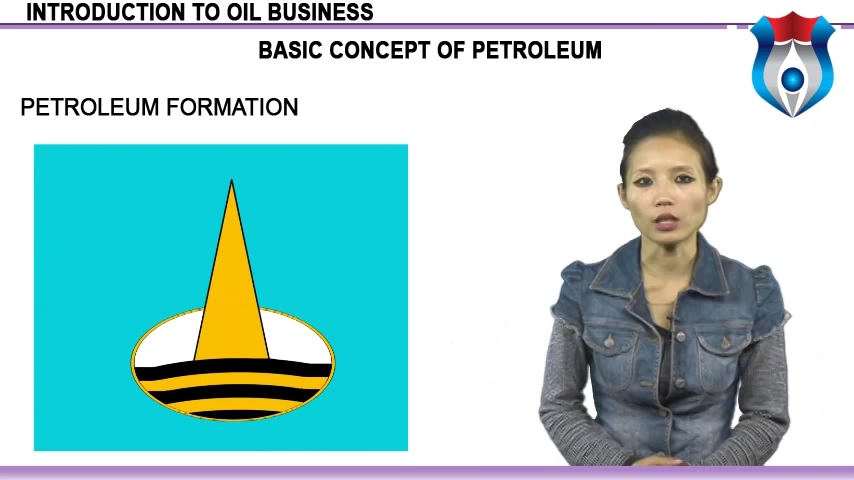 INTRODUCTION TO OIL BUSINESS
BASIC CONCEPT OF PETROLEUM
PETROLEUM FORMATION